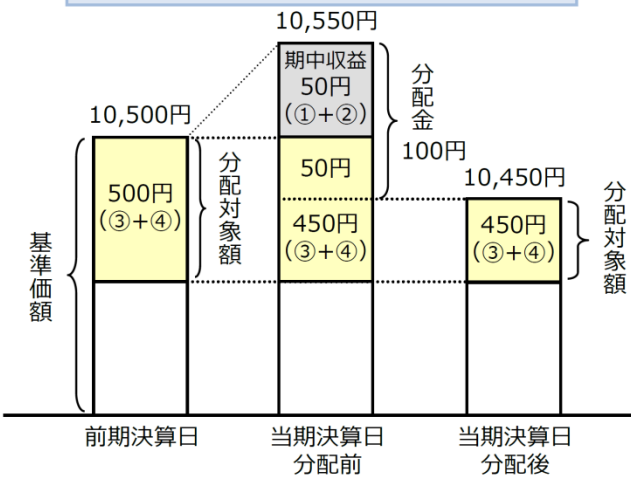 10,550円
期中収益
50円
(①+②)
分配金
100円
10,500円
500円
(③+④)
分配対象額
50円
450円
(③+④)
10,450円
450円
(③+④)
分配対象額
基準価額
前期決算日
当期決算日
分配前
当期決算日
分配後